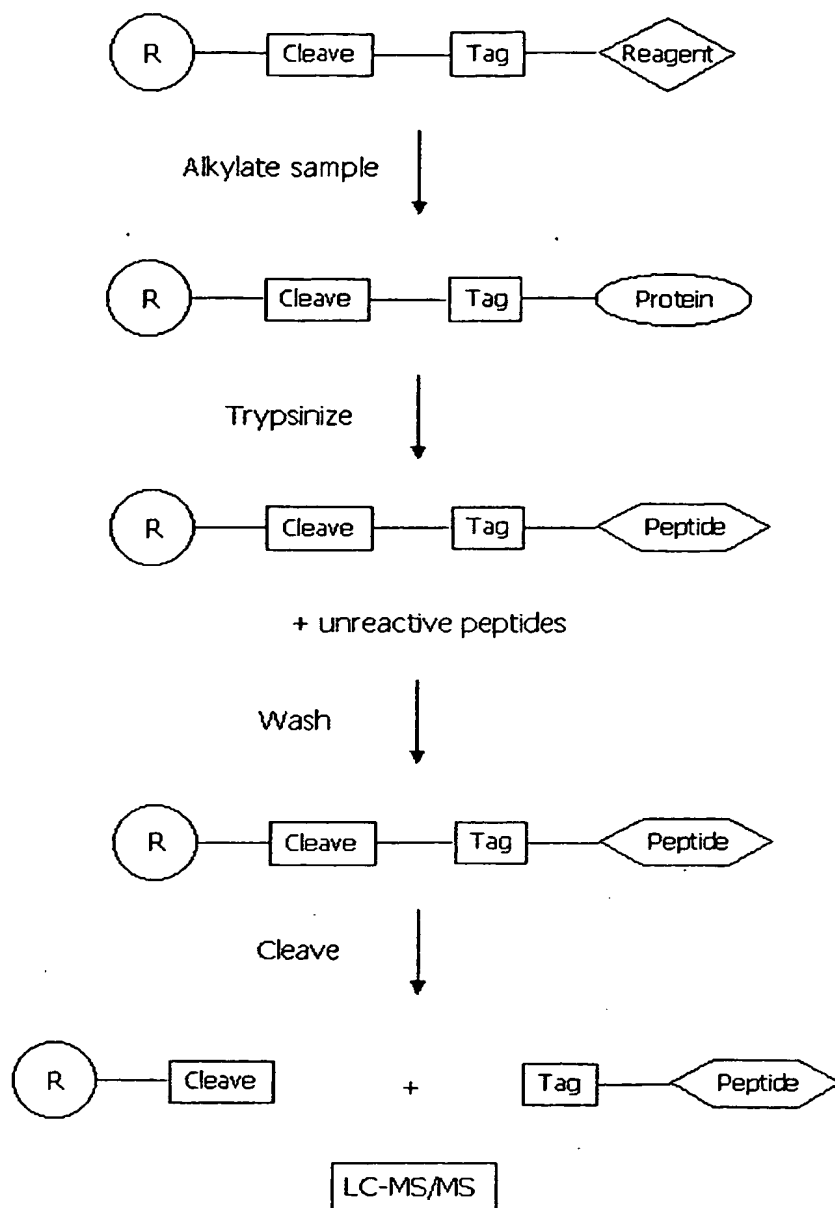 R Cleave Tag Reagent
Alkylate sample
R Cleave Tag Protein
Trypsinize
R Cleave Tag Peptide
+ unreactive peptides
Wash
R Cleave Tag Peptide
Cleave
R Cleave + Tag Peptide
LC-MS/MS